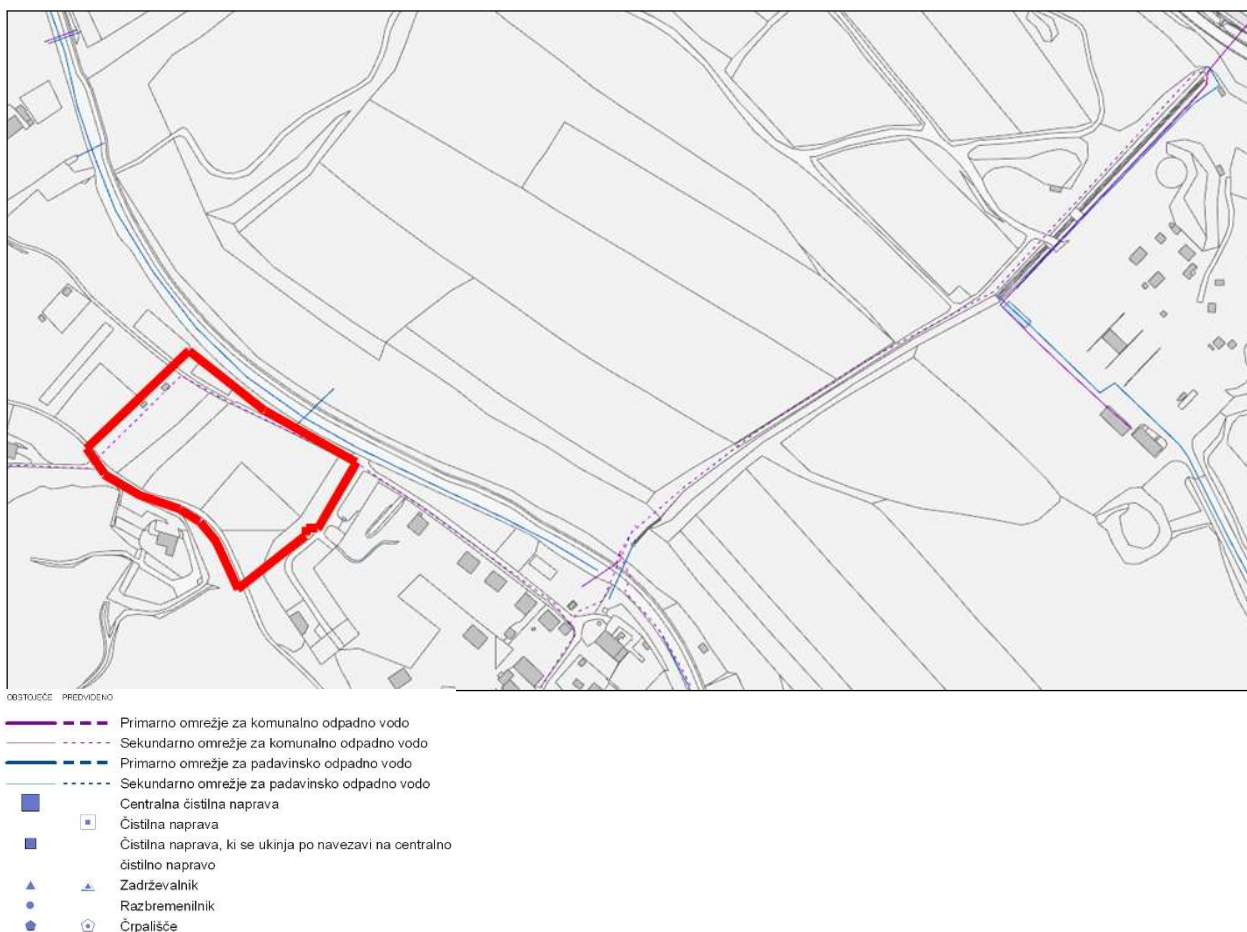 OBSTOJEČE PREDVIDENO
Primarno omrežje za komunalno odpadno vodo
Sekundarno omrežje za komunalno odpadno vodo
Primarno omrežje za padavinsko odpadno vodo
Sekundarno omrežje za padavinsko odpadno vodo
Centralna čistilna naprava
Čistilna naprava
Čistilna naprava, ki se ukinja po navezavi na centralno
čistilno napravo
Zadrževalnik
Razbremenilnik
Črpališče